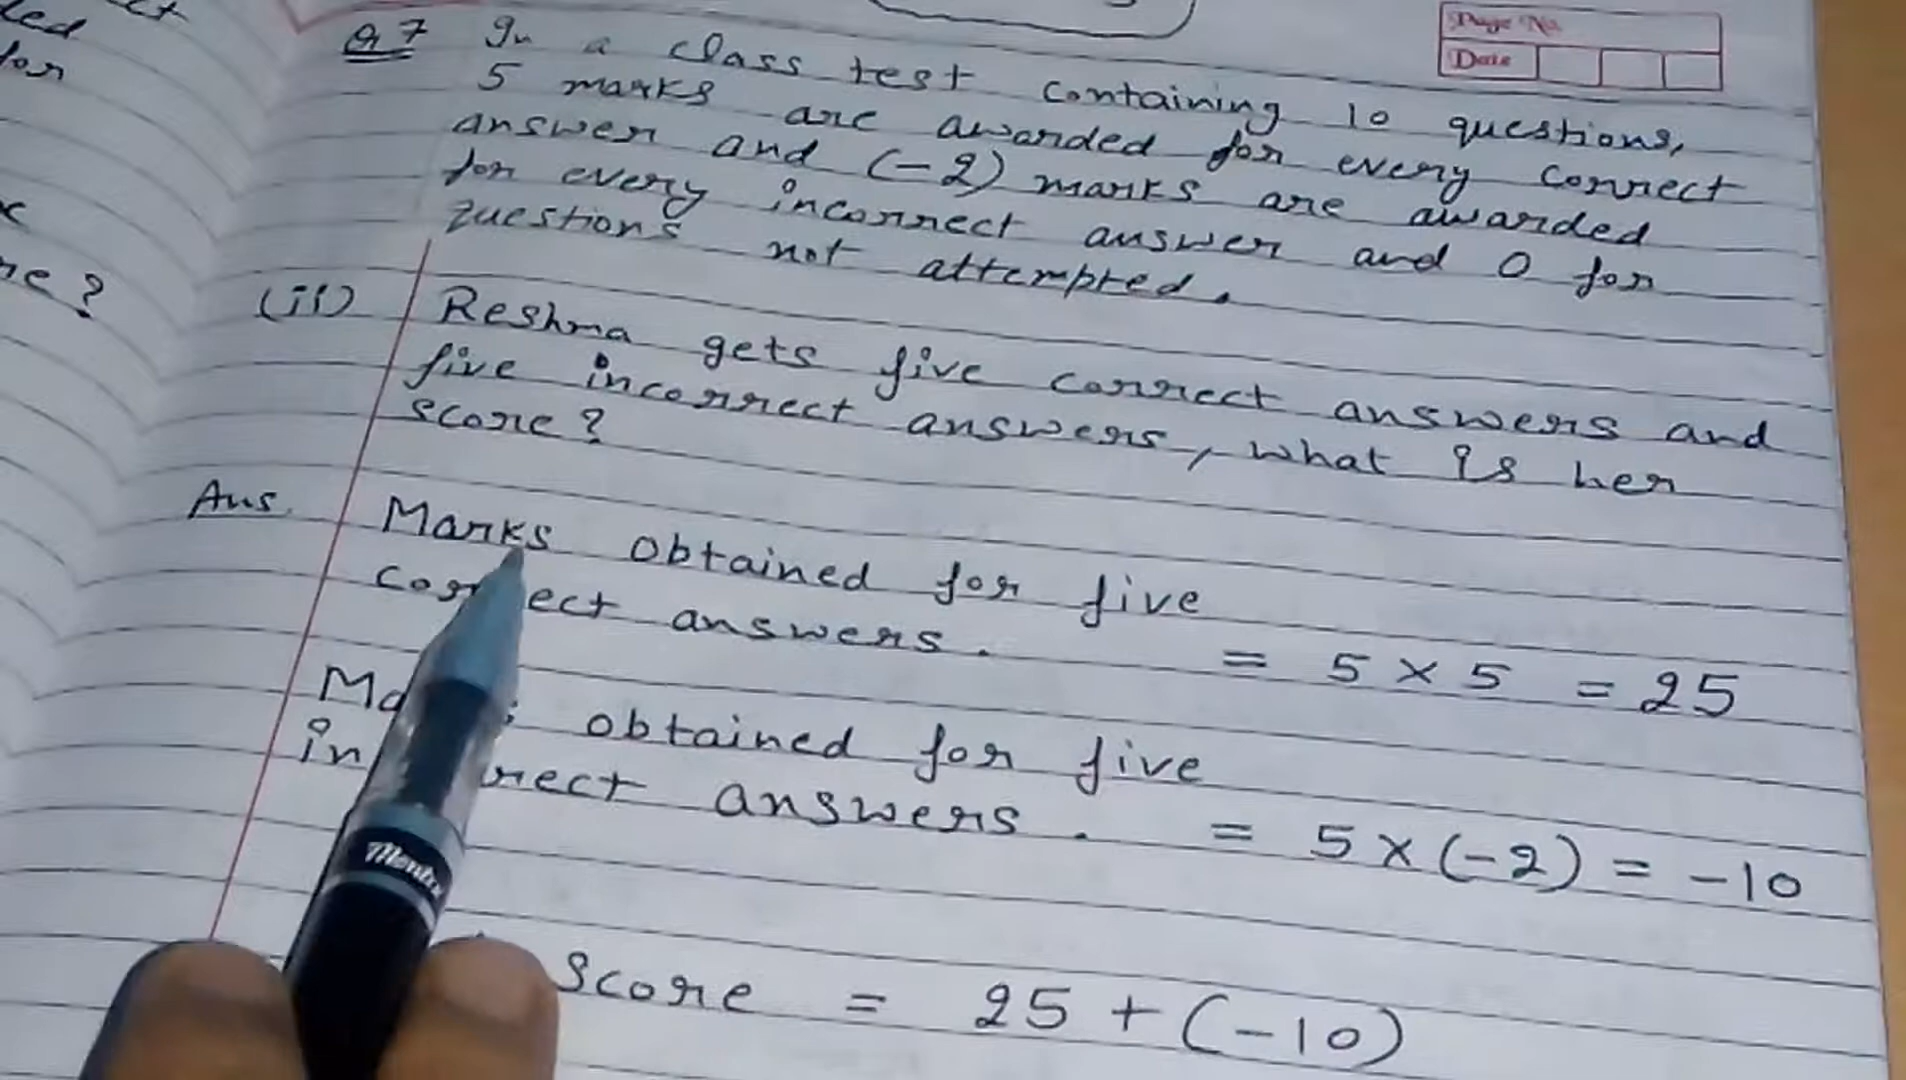 ded
for
re?
Page No.
Date
Q7 In a class test containing 10 questions,
5 marks are awarded for every correct
answer and (-2) marks are awarded
for every incorrect answer and 0 for
questions not attempted.
(ii) Reshma gets five correct answers and
five incorrect answers, what is her
score?
Ans. Marks obtained for five
correct answers. = 5 × 5 = 25
obtained for five
answers. = 5 × (-2) = -10
Score = 25 + (-10)